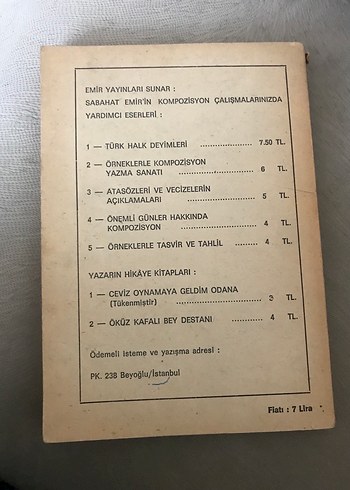 EMİR YAYINLARI SUNAR :
SABAHAT EMİR'İN KOMPOZİSYON ÇALIŞMALARINIZDA
YARDIMCI ESERLERİ :
1 — TÜRK HALK DEYİMLERİ .................... 7.50 TL.
2 — ÖRNEKLERLE KOMPOZİSYON
YAZMA SANATI .......................... 6 TL.
3 — ATASÖZLERİ VE VECİZELERİN
AÇIKLAMALARI .......................... 5 TL.
4 — ÖNEMLİ GÜNLER HAKKINDA
KOMPOZİSYON .......................... 4 TL.
5 — ÖRNEKLERLE TASVİR VE TAHLİL ........ 4 TL.
YAZARIN HİKÂYE KİTAPLARI :
1 — CEVİZ OYNAMAYA GELDİM ODANA
(Tükenmiştir) .............................. 3 TL.
2 — ÖKÜZ KAFALI BEY DESTANI ............ 4 TL.
Ödemeli isteme ve yazışma adresi :
PK. 238 Beyoğlu/İstanbul
Fiatı : 7 Lira